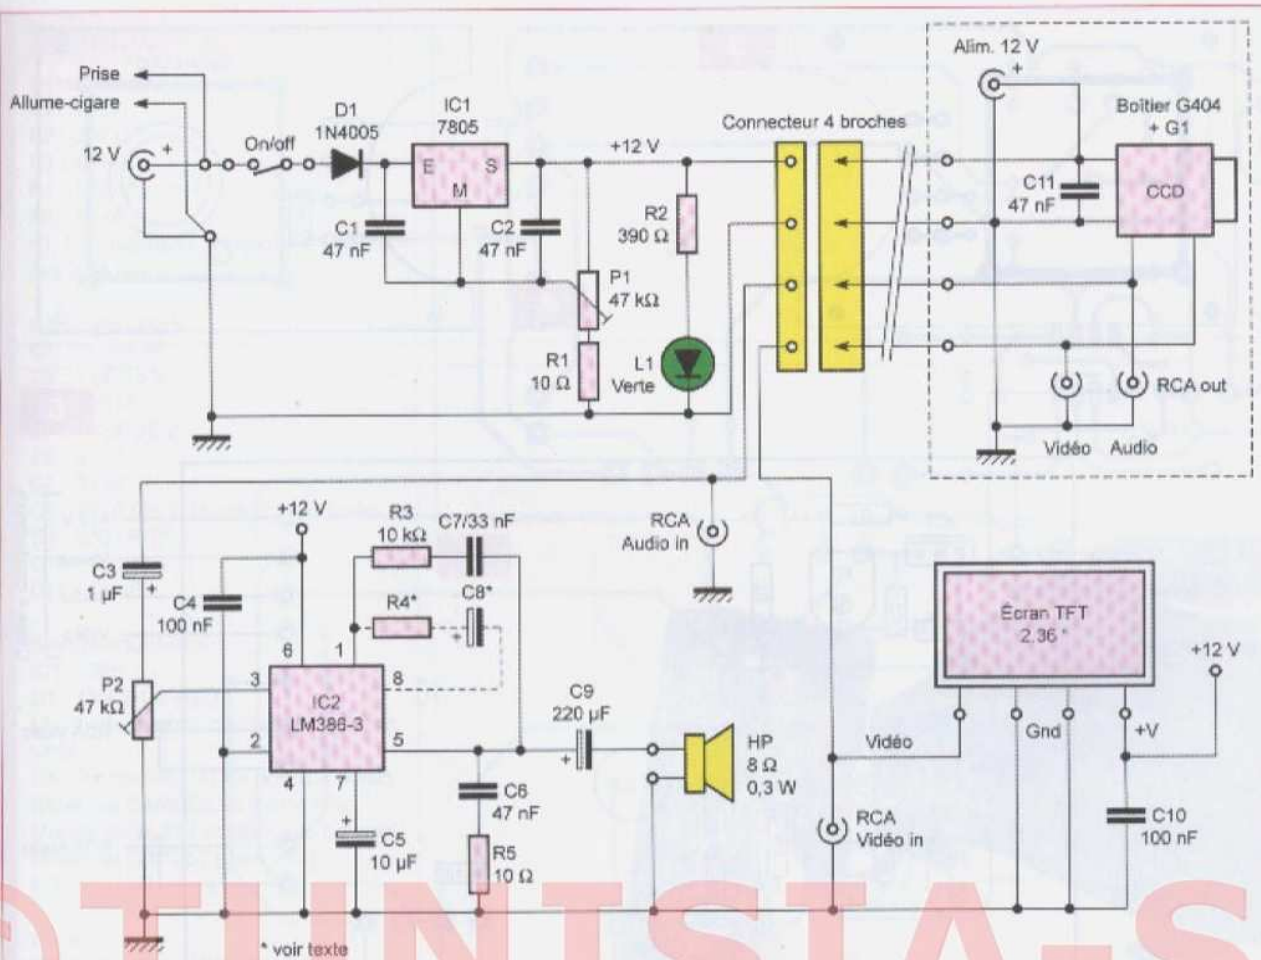 Prise
Allume-cigare
12 V
+
On/off
D1
1N4005
IC1
7805
E
S
M
C1
47 nF
C2
47 nF
+12 V
P1
47 kΩ
R1
10 Ω
R2
390 Ω
L1
Verte
Connecteur 4 broches
Alim. 12 V
+
Boîtier G404
+ G1
CCD
C11
47 nF
RCA out
Vidéo
Audio
C3
1 µF
+
+12 V
C4
100 nF
R3
10 kΩ
C7/33 nF
R4*
C8*
+
RCA
Audio in
P2
47 kΩ
6
1
3
8
IC2
LM386-3
2
5
4
7
+
C5
10 µF
C6
47 nF
R5
10 Ω
C9
220 µF
+
HP
8 Ω
0,3 W
Écran TFT
2.36 "
+12 V
Vidéo
Gnd
+V
RCA
Vidéo in
C10
100 nF
* voir texte
© TUNISIA-S